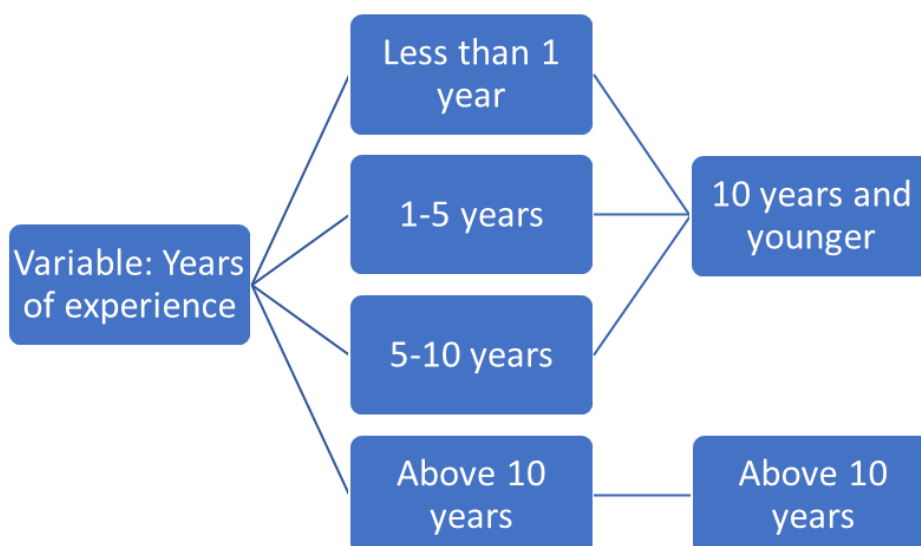 Variable: Years
of experience
Less than 1
year
1-5 years
5-10 years
Above 10
years
10 years and
younger
Above 10
years